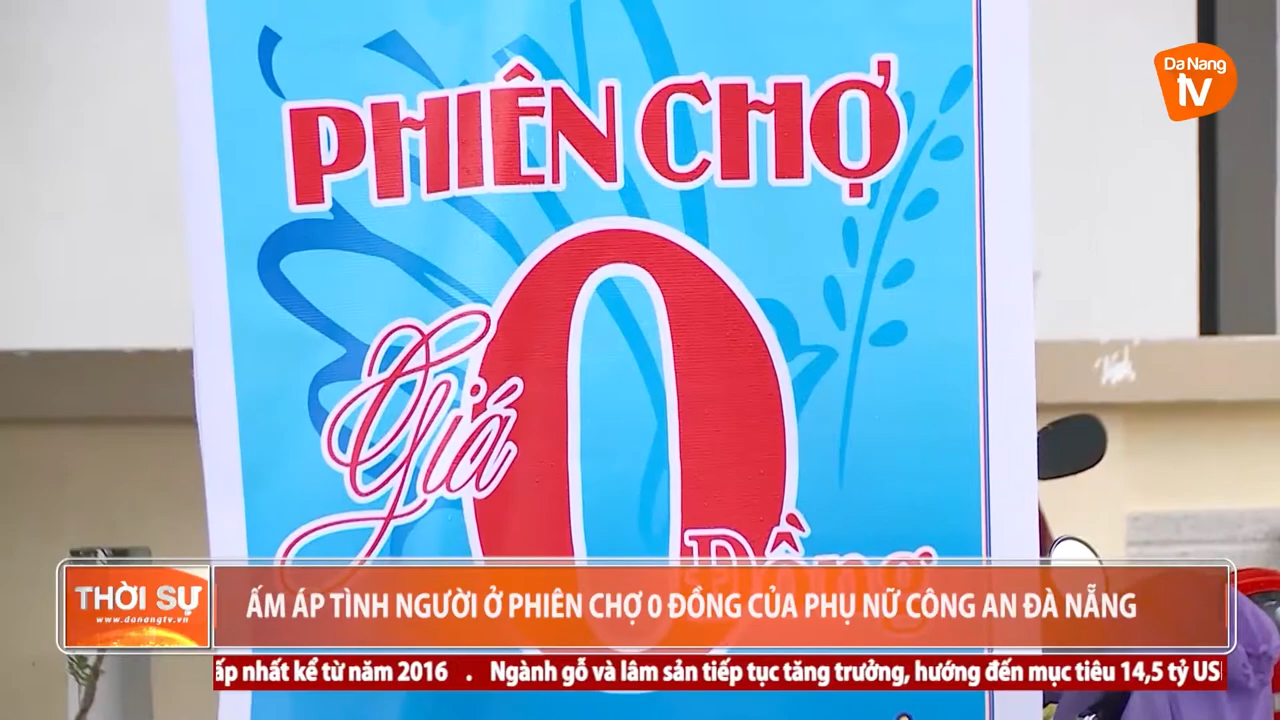 Da Nang
tv
PHIÊN CHỢ
Giá
0
Đồng
THỜI SỰ
www.danangtv.vn
ẤM ÁP TÌNH NGƯỜI Ở PHIÊN CHỢ 0 ĐỒNG CỦA PHỤ NỮ CÔNG AN ĐÀ NẴNG
ấp nhất kể từ năm 2016 . Ngành gỗ và lâm sản tiếp tục tăng trưởng, hướng đến mục tiêu 14,5 tỷ US